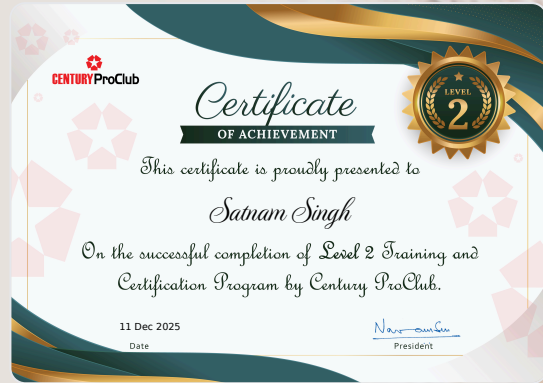 CENTURY ProClub
Certificate
OF ACHIEVEMENT
LEVEL
2
This certificate is proudly presented to
Satnam Singh
On the successful completion of Level 2 Training and
Certification Program by Century ProClub.
11 Dec 2025
Date
President